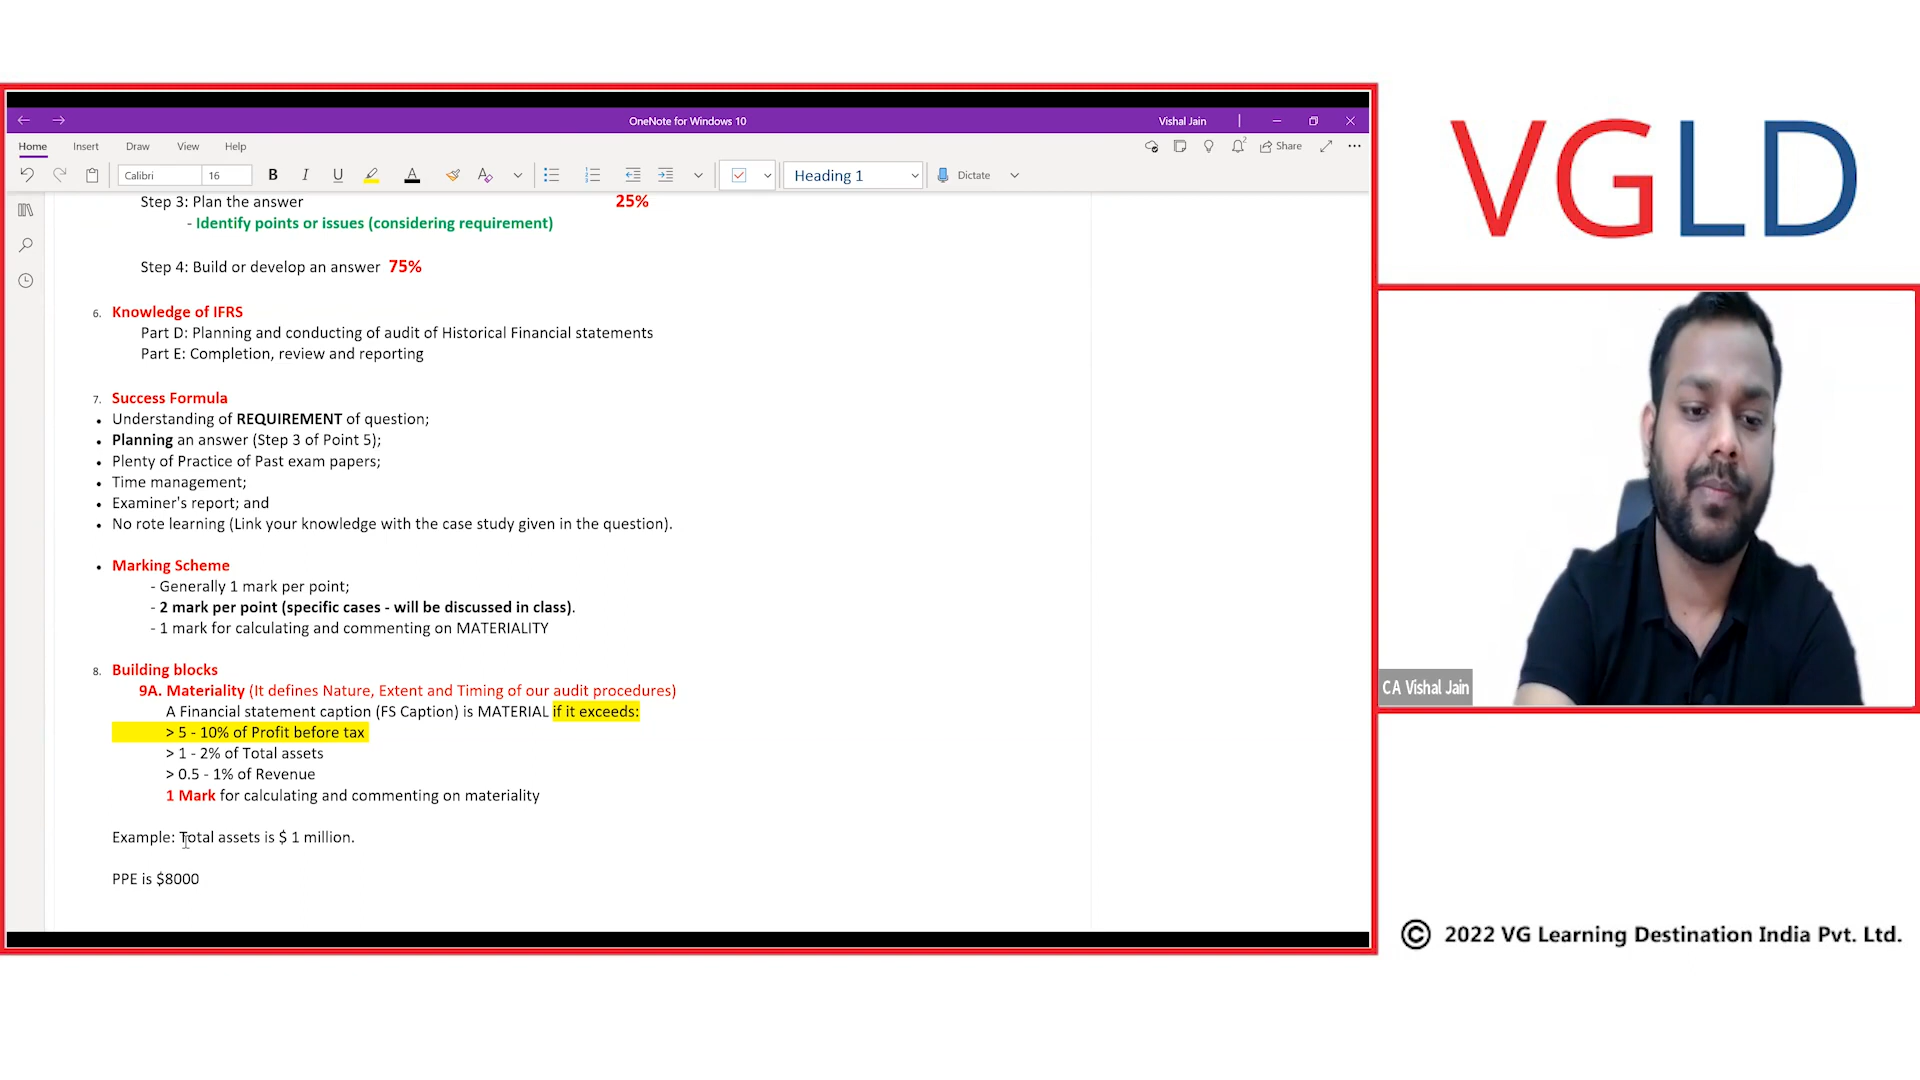 OneNote for Windows 10
Vishal Jain
Home Insert Draw View Help
Share
Calibri 16 B I U A Heading 1 Dictate
Step 3: Plan the answer 25%
- Identify points or issues (considering requirement)
Step 4: Build or develop an answer 75%
6. Knowledge of IFRS
Part D: Planning and conducting of audit of Historical Financial statements
Part E: Completion, review and reporting
7. Success Formula
• Understanding of REQUIREMENT of question;
• Planning an answer (Step 3 of Point 5);
• Plenty of Practice of Past exam papers;
• Time management;
• Examiner's report; and
• No rote learning (Link your knowledge with the case study given in the question).
• Marking Scheme
- Generally 1 mark per point;
- 2 mark per point (specific cases - will be discussed in class).
- 1 mark for calculating and commenting on MATERIALITY
8. Building blocks
9A. Materiality (It defines Nature, Extent and Timing of our audit procedures)
A Financial statement caption (FS Caption) is MATERIAL if it exceeds:
> 5 - 10% of Profit before tax
> 1 - 2% of Total assets
> 0.5 - 1% of Revenue
1 Mark for calculating and commenting on materiality
Example: Total assets is $ 1 million.
PPE is $8000
VGLD
CA Vishal Jain
© 2022 VG Learning Destination India Pvt. Ltd.